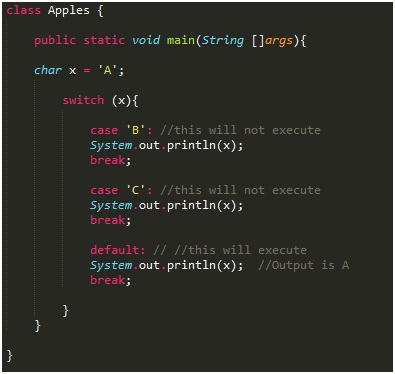 class Apples {
public static void main(String []args){
char x = 'A';
switch (x){
case 'B': //this will not execute
System.out.println(x);
break;
case 'C': //this will not execute
System.out.println(x);
break;
default: // //this will execute
System.out.println(x);  //Output is A
break;
}
}
}